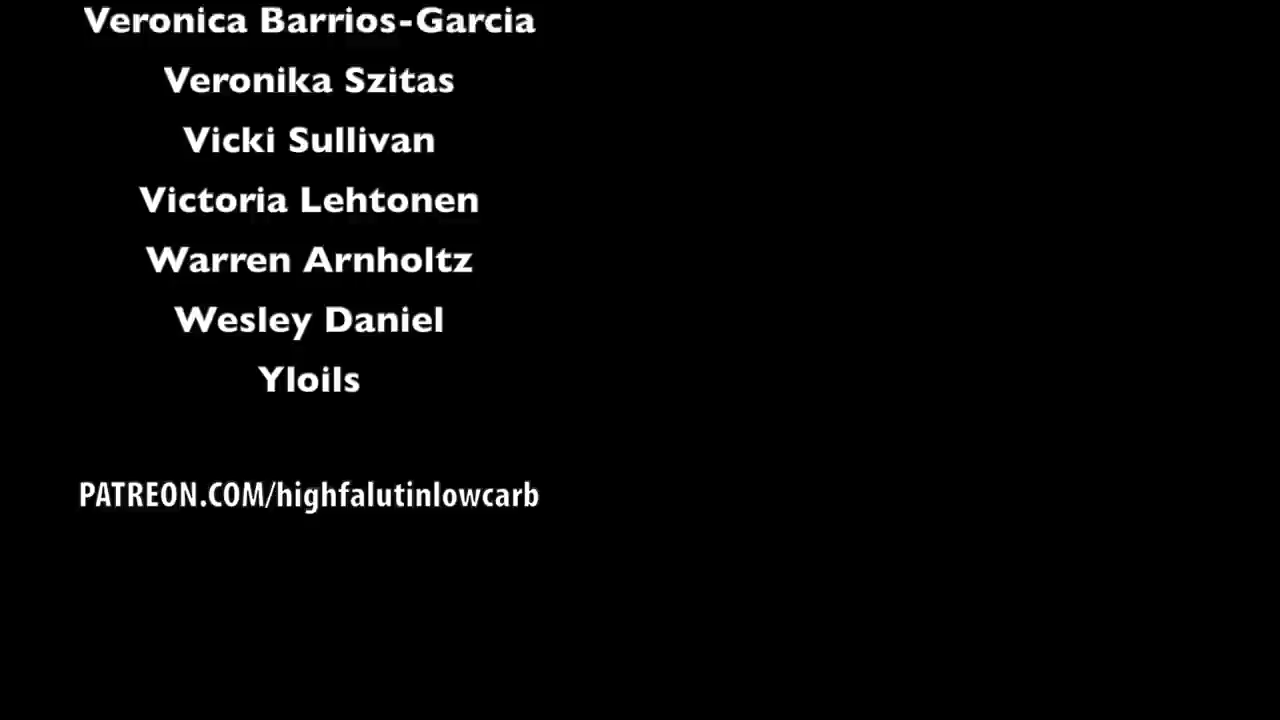 Veronica Barrios-Garcia
Veronika Szitas
Vicki Sullivan
Victoria Lehtonen
Warren Arnholtz
Wesley Daniel
Yloils
PATREON.COM/highfalutinlowcarb